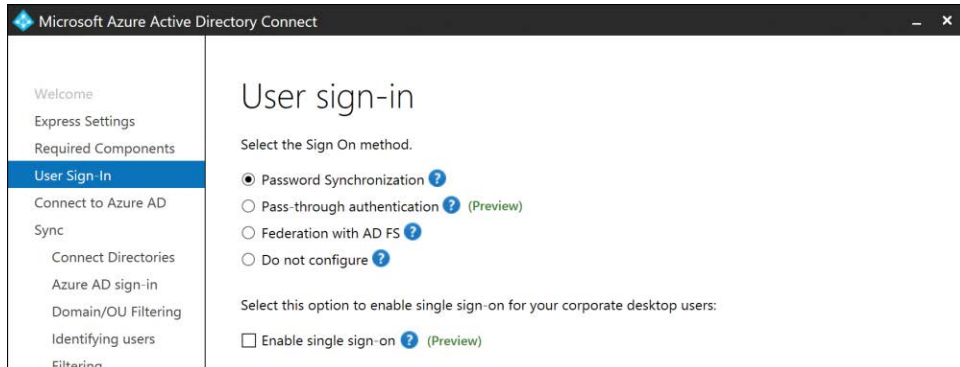 Microsoft Azure Active Directory Connect
Welcome
Express Settings
Required Components
User Sign-In
Connect to Azure AD
Sync
Connect Directories
Azure AD sign-in
Domain/OU Filtering
Identifying users
Filtering
User sign-in
Select the Sign On method.
Password Synchronization ?
Pass-through authentication ? (Preview)
Federation with AD FS ?
Do not configure ?
Select this option to enable single sign-on for your corporate desktop users:
Enable single sign-on ? (Preview)